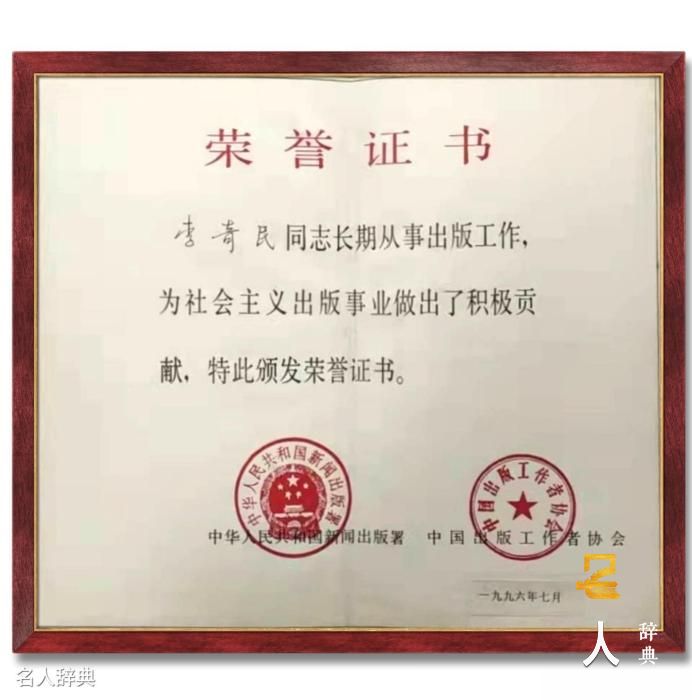 荣誉证书
李奇民同志长期从事出版工作，
为社会主义出版事业做出了积极贡
献，特此颁发荣誉证书。
中华人民共和国新闻出版署
中国出版工作者协会
中华人民共和国新闻出版署 中国出版工作者协会
一九九六年七月
名人辞典
人
辞典